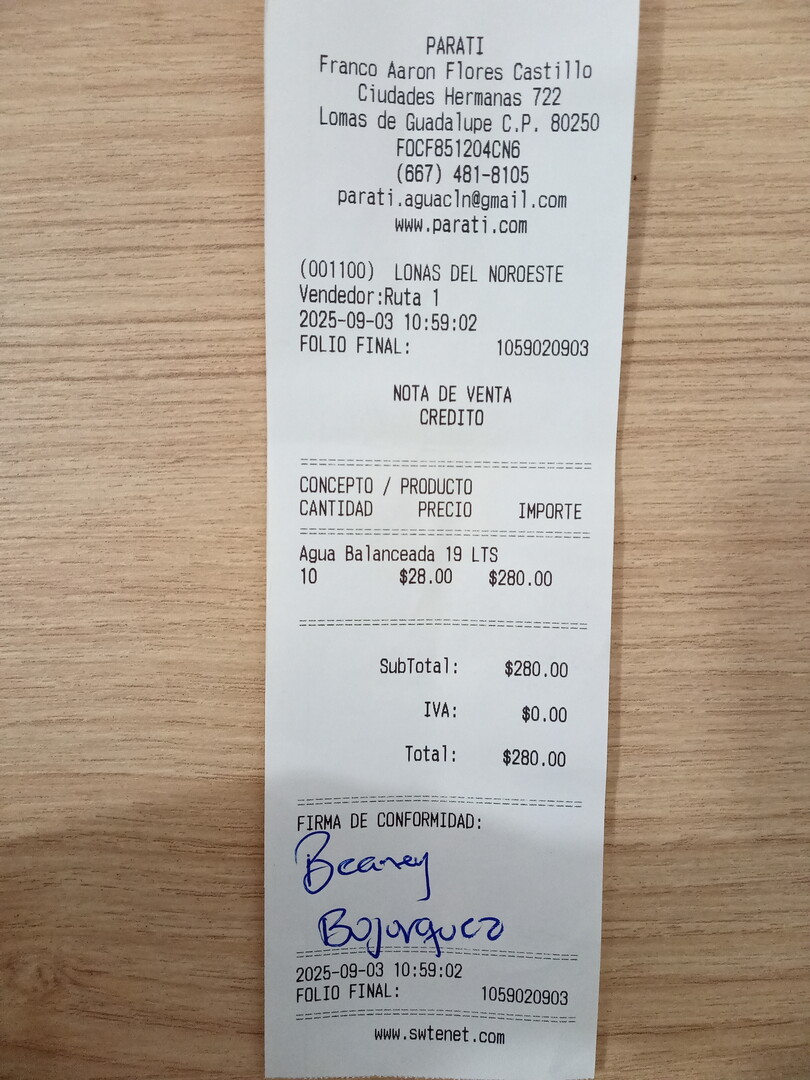 PARATI
Franco Aaron Flores Castillo
Ciudades Hermanas 722
Lomas de Guadalupe C.P. 80250
FOCF851204CN6
(667) 481-8105
parati.aguacln@gmail.com
www.parati.com
(001100) LONAS DEL NOROESTE
Vendedor:Ruta 1
2025-09-03 10:59:02
FOLIO FINAL: 1059020903
NOTA DE VENTA
CREDITO
CONCEPTO / PRODUCTO
CANTIDAD PRECIO IMPORTE
Agua Balanceada 19 LTS
10 $28.00 $280.00
SubTotal: $280.00
IVA: $0.00
Total: $280.00
FIRMA DE CONFORMIDAD:
Bojorquez
2025-09-03 10:59:02
FOLIO FINAL: 1059020903
www.swtenet.com